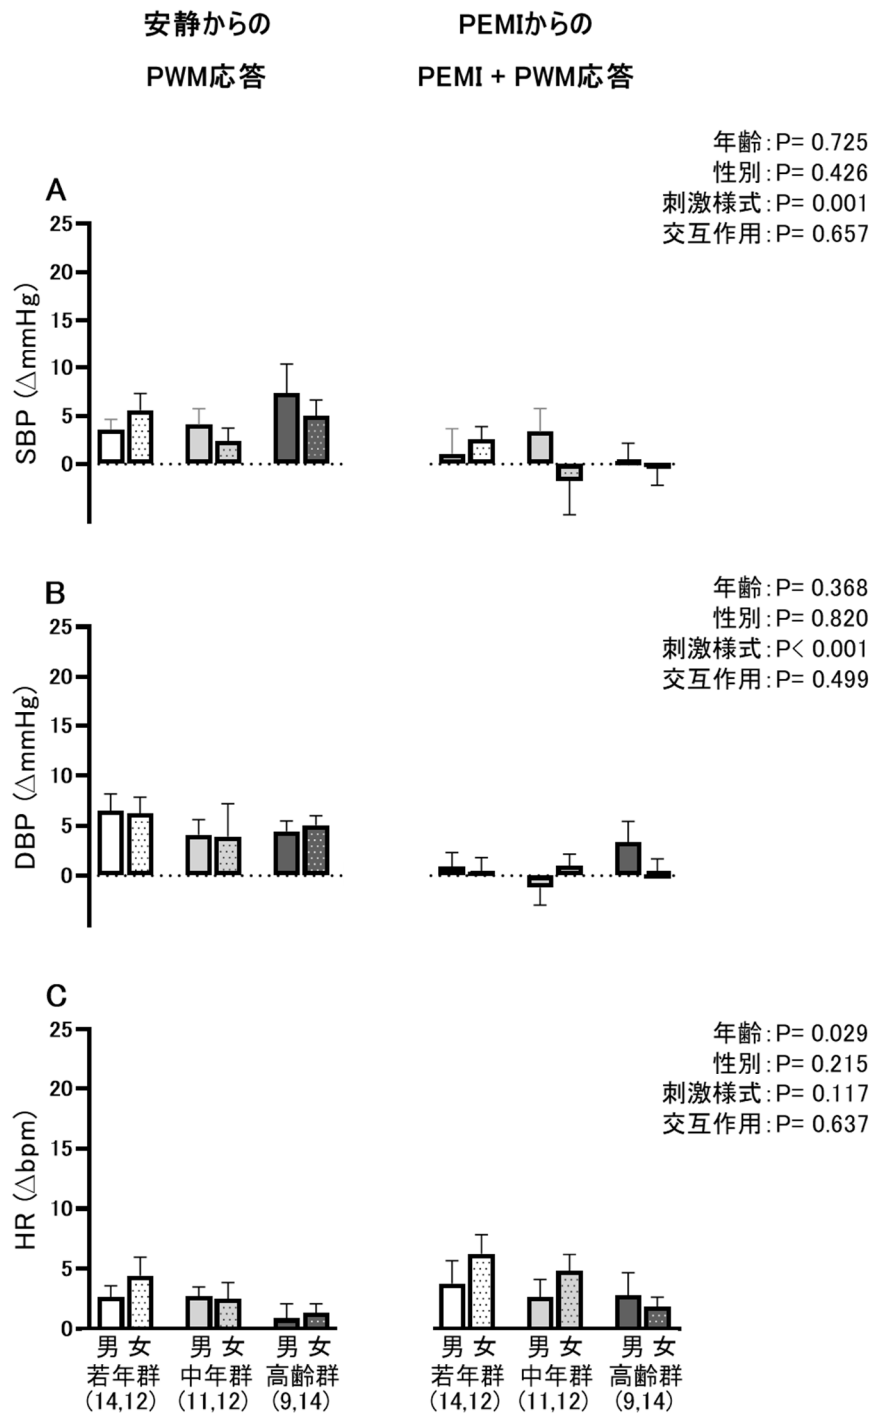 安静からの
PWM応答
PEMIからの
PEMI + PWM応答
年齢:P= 0.725
性別:P= 0.426
刺激様式:P= 0.001
交互作用:P= 0.657
A
SBP (△mmHg)
25
20
15
10
5
0
年齢:P= 0.368
性別:P= 0.820
刺激様式:P< 0.001
交互作用:P= 0.499
B
DBP (△mmHg)
25
20
15
10
5
0
年齢:P= 0.029
性別:P= 0.215
刺激様式:P= 0.117
交互作用:P= 0.637
C
HR (△bpm)
25
20
15
10
5
0
男 女 男 女 男 女 男 女 男 女 男 女
若年群 中年群 高齢群 若年群 中年群 高齢群
(14,12) (11,12) (9,14) (14,12) (11,12) (9,14)